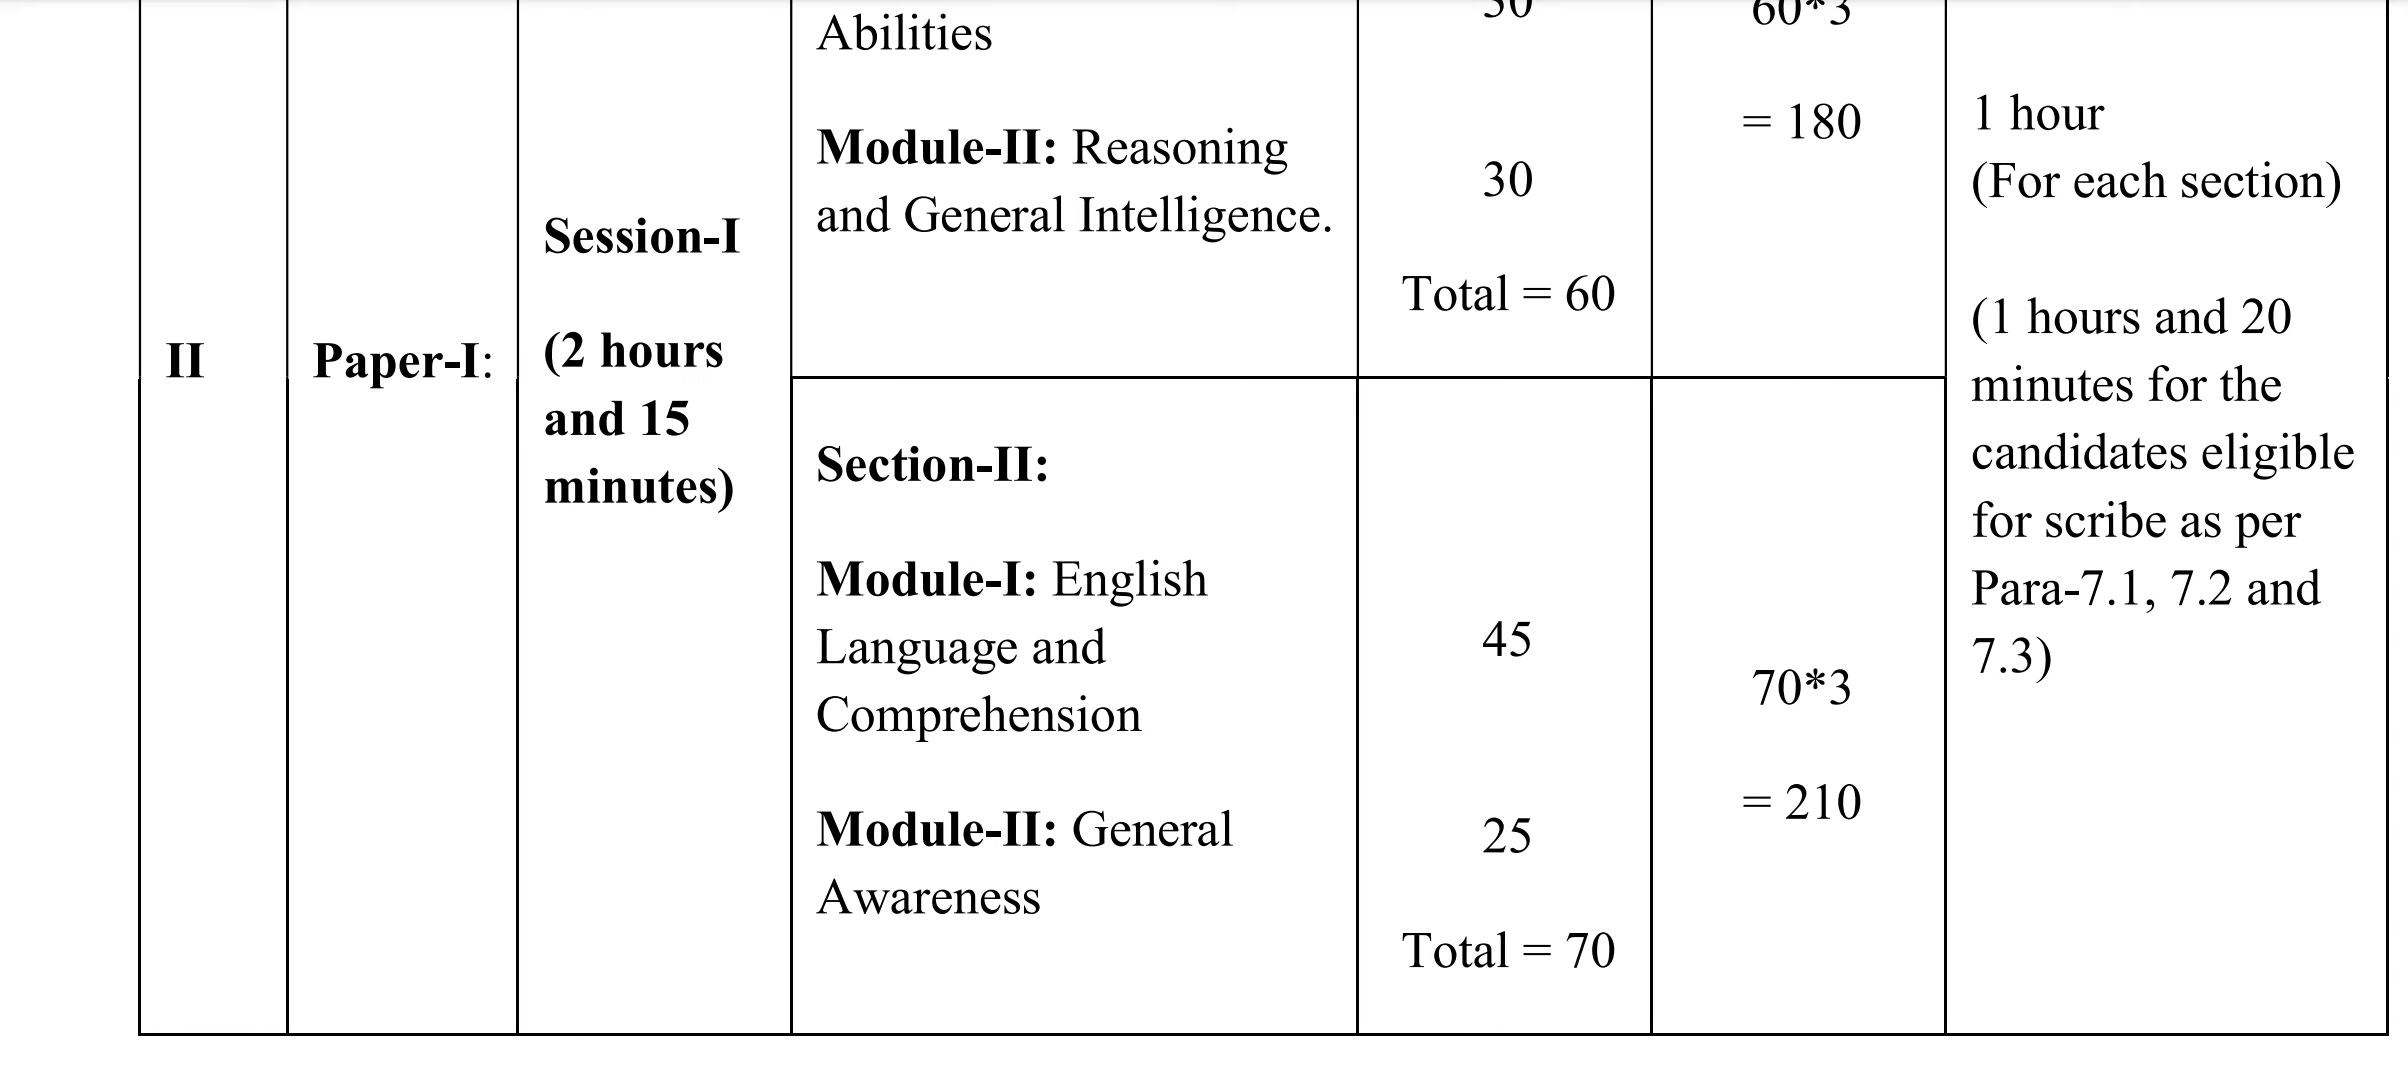 II
Paper-I:
Session-I
(2 hours
and 15
minutes)
Abilities
Module-II: Reasoning
and General Intelligence.
30
30
Total = 60
60*3
= 180
Section-II:
Module-I: English
Language and
Comprehension
Module-II: General
Awareness
45
25
Total = 70
70*3
= 210
1 hour
(For each section)
(1 hours and 20
minutes for the
candidates eligible
for scribe as per
Para-7.1, 7.2 and
7.3)